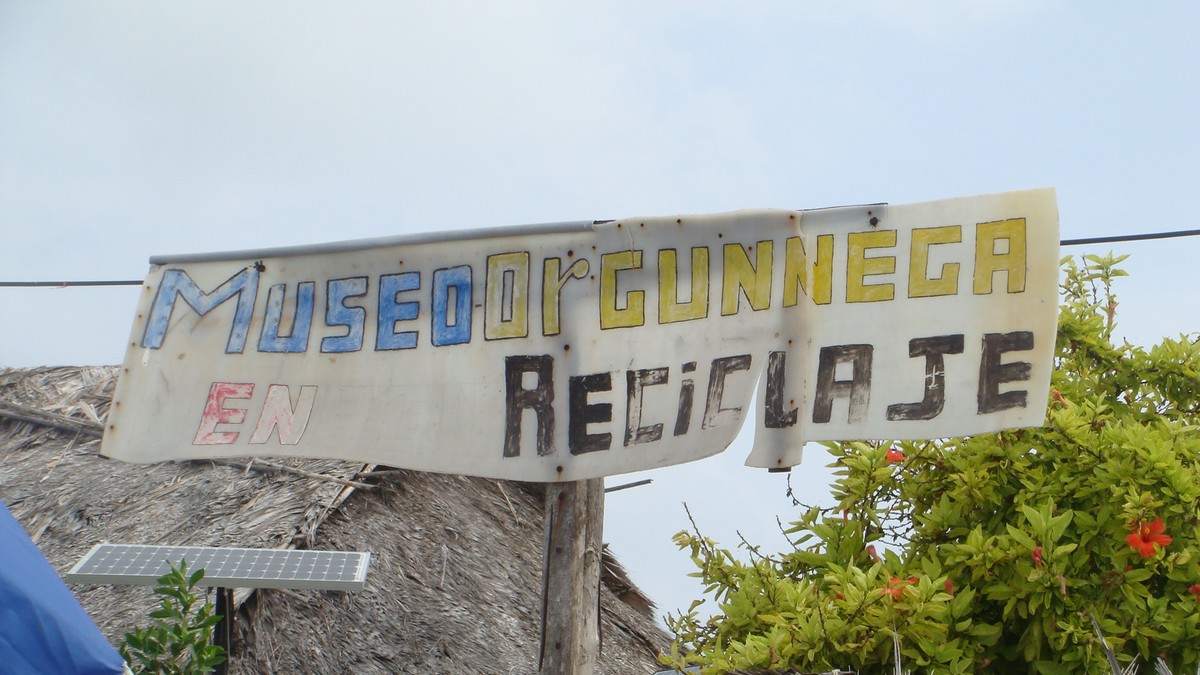 MUSEO OrGUNNEGA
EN RECICLAJE